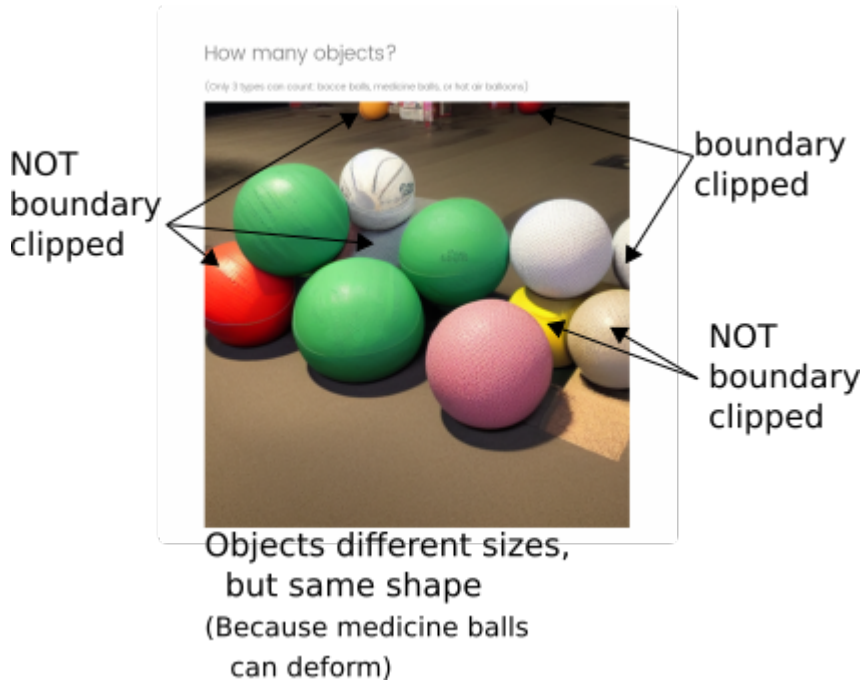 How many objects?
(Only 3 types can count: bocce balls, medicine balls, or hot air balloons)
NOT
boundary
clipped
boundary
clipped
NOT
boundary
clipped
Objects different sizes,
but same shape
(Because medicine balls
can deform)